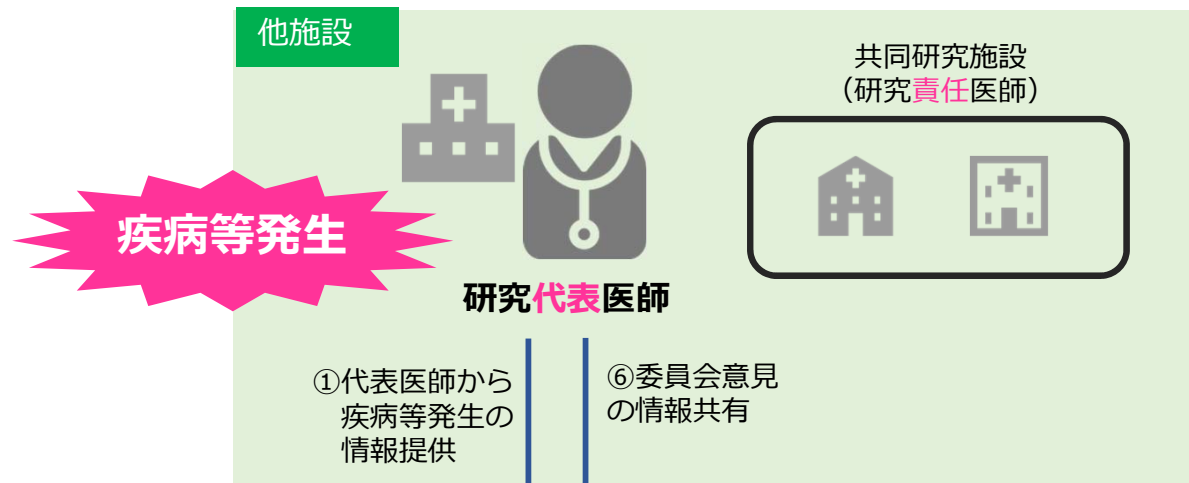 他施設
共同研究施設
（研究責任医師）
疾病等発生
研究代表医師
①代表医師から
疾病等発生の
情報提供
⑥委員会意見
の情報共有